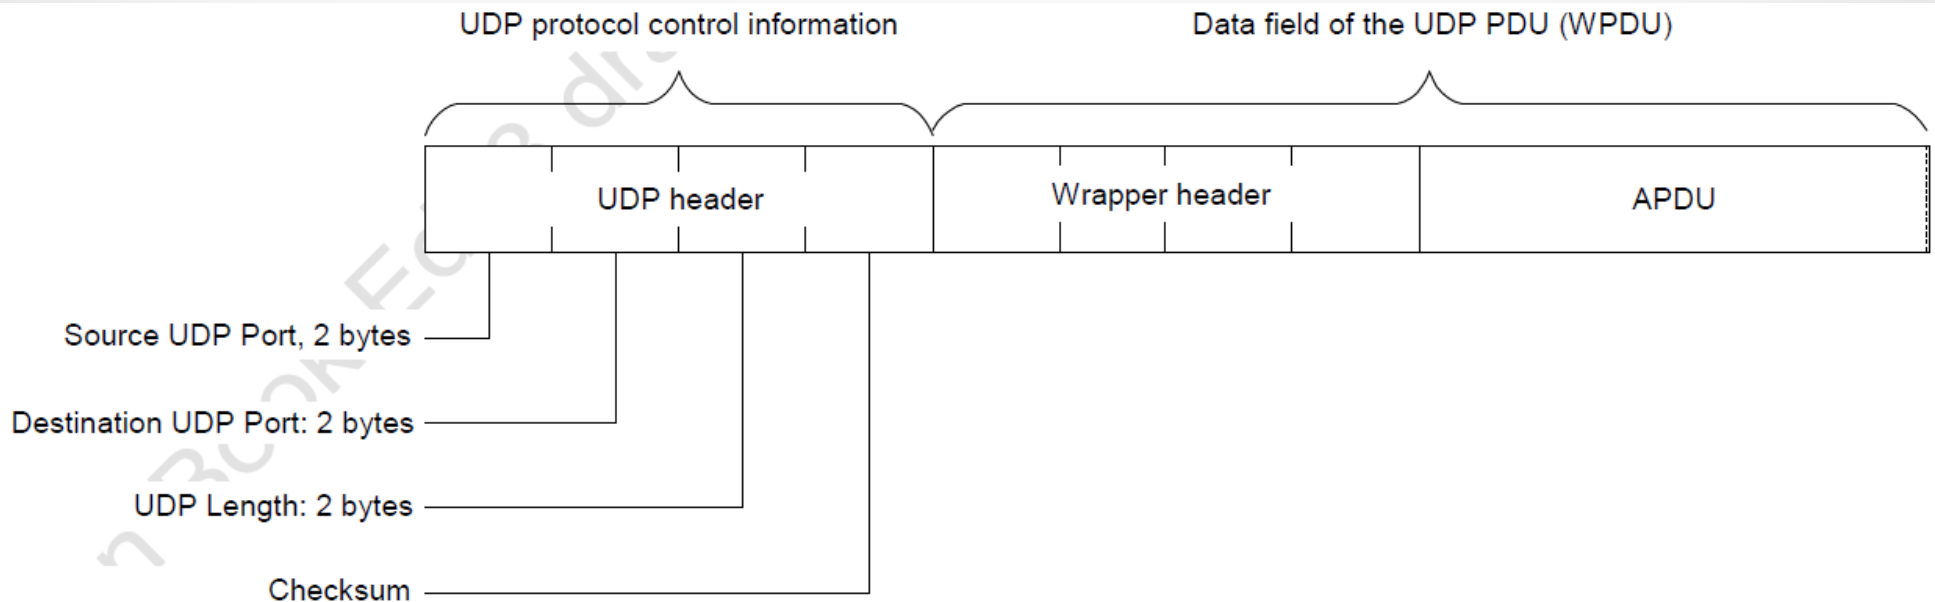 UDP protocol control information
Data field of the UDP PDU (WPDU)
UDP header
Wrapper header
APDU
Source UDP Port, 2 bytes
Destination UDP Port: 2 bytes
UDP Length: 2 bytes
Checksum